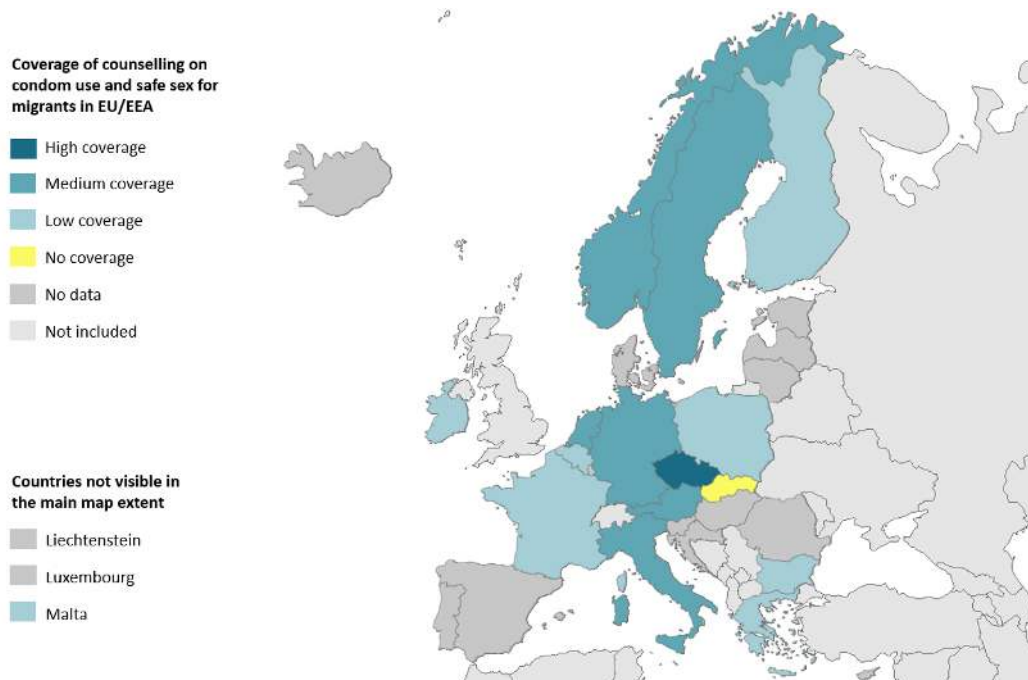 Coverage of counselling on
condom use and safe sex for
migrants in EU/EEA
High coverage
Medium coverage
Low coverage
No coverage
No data
Not included
Countries not visible in
the main map extent
Liechtenstein
Luxembourg
Malta